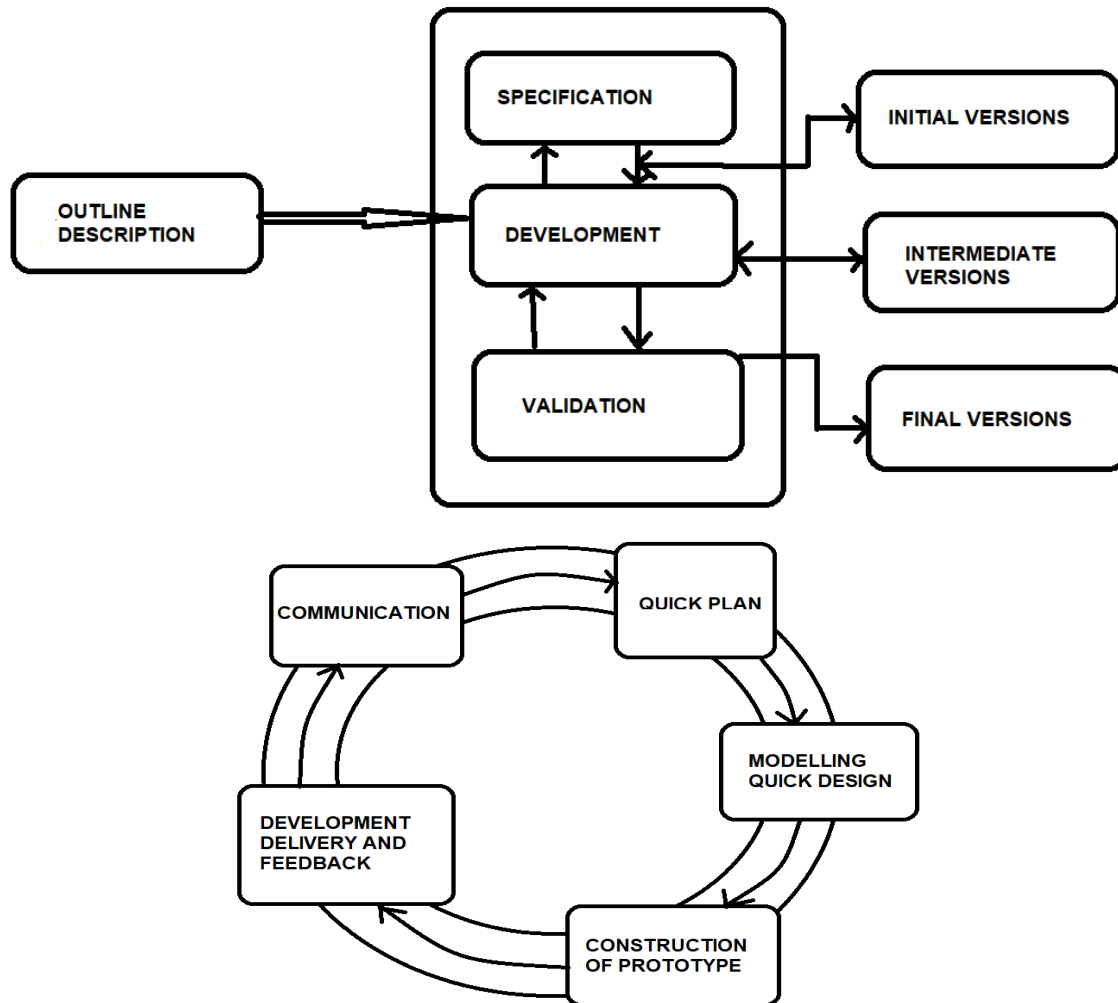 SPECIFICATION
INITIAL VERSIONS
OUTLINE
DESCRIPTION
DEVELOPMENT
INTERMEDIATE
VERSIONS
VALIDATION
FINAL VERSIONS
COMMUNICATION
QUICK PLAN
MODELLING
QUICK DESIGN
DEVELOPMENT
DELIVERY AND
FEEDBACK
CONSTRUCTION
OF PROTOTYPE